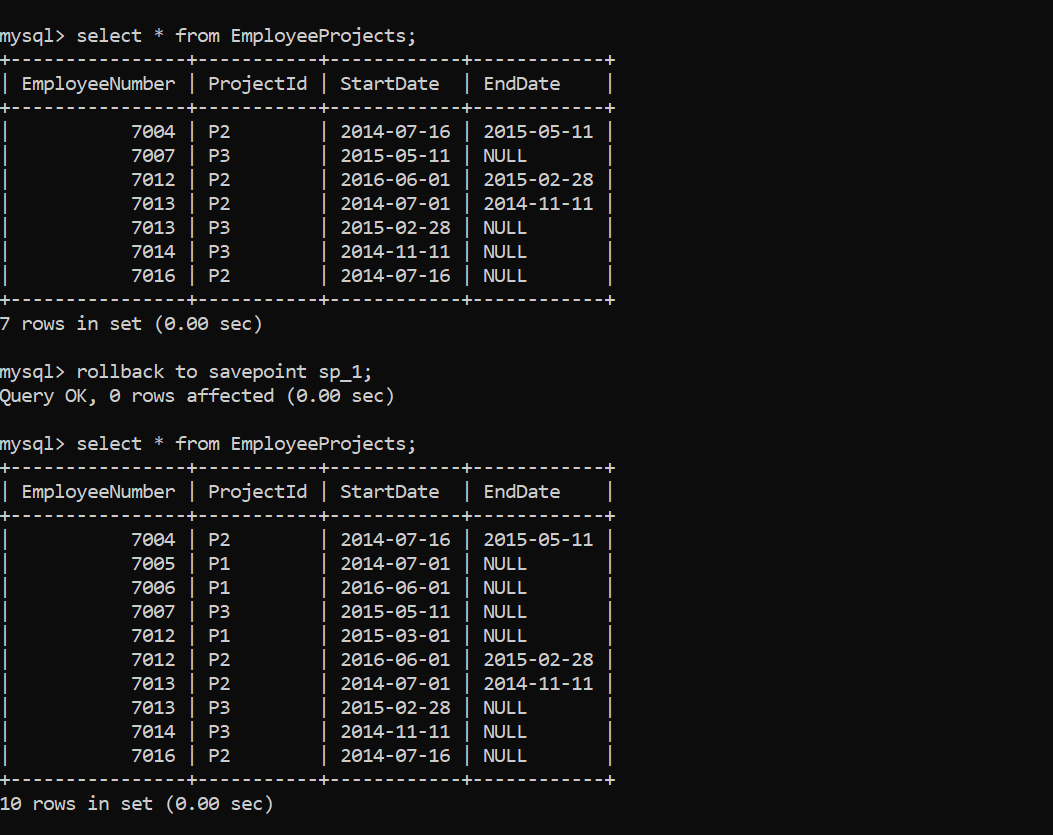 mysql> select * from EmployeeProjects;
+----------------+-----------+------------+------------+
| EmployeeNumber | ProjectId | StartDate  | EndDate    |
+----------------+-----------+------------+------------+
|           7004 | P2        | 2014-07-16 | 2015-05-11 |
|           7007 | P3        | 2015-05-11 | NULL       |
|           7012 | P2        | 2016-06-01 | 2015-02-28 |
|           7013 | P2        | 2014-07-01 | 2014-11-11 |
|           7013 | P3        | 2015-02-28 | NULL       |
|           7014 | P3        | 2014-11-11 | NULL       |
|           7016 | P2        | 2014-07-16 | NULL       |
+----------------+-----------+------------+------------+
7 rows in set (0.00 sec)

mysql> rollback to savepoint sp_1;
Query OK, 0 rows affected (0.00 sec)

mysql> select * from EmployeeProjects;
+----------------+-----------+------------+------------+
| EmployeeNumber | ProjectId | StartDate  | EndDate    |
+----------------+-----------+------------+------------+
|           7004 | P2        | 2014-07-16 | 2015-05-11 |
|           7005 | P1        | 2014-07-01 | NULL       |
|           7006 | P1        | 2016-06-01 | NULL       |
|           7007 | P3        | 2015-05-11 | NULL       |
|           7012 | P1        | 2015-03-01 | NULL       |
|           7012 | P2        | 2016-06-01 | 2015-02-28 |
|           7013 | P2        | 2014-07-01 | 2014-11-11 |
|           7013 | P3        | 2015-02-28 | NULL       |
|           7014 | P3        | 2014-11-11 | NULL       |
|           7016 | P2        | 2014-07-16 | NULL       |
+----------------+-----------+------------+------------+
10 rows in set (0.00 sec)